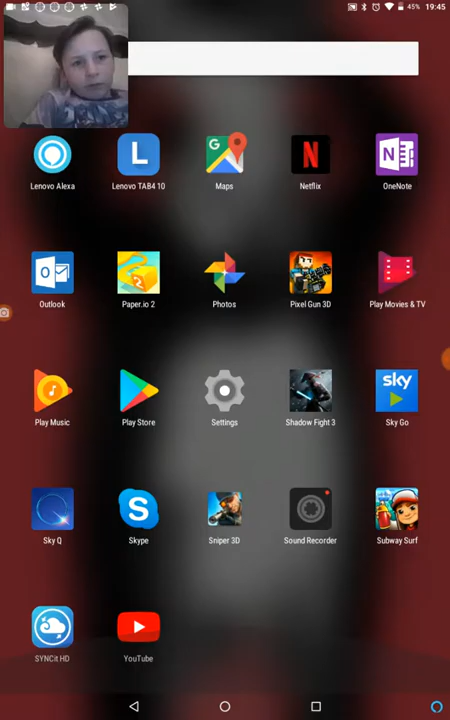 45% 19:45
Lenovo Alexa
Lenovo TAB4 10
Maps
Netflix
OneNote
Outlook
Paper.io 2
Photos
Pixel Gun 3D
Play Movies & TV
Play Music
Play Store
Settings
Shadow Fight 3
Sky Go
Sky Q
Skype
Sniper 3D
Sound Recorder
Subway Surf
SYNCit HD
YouTube